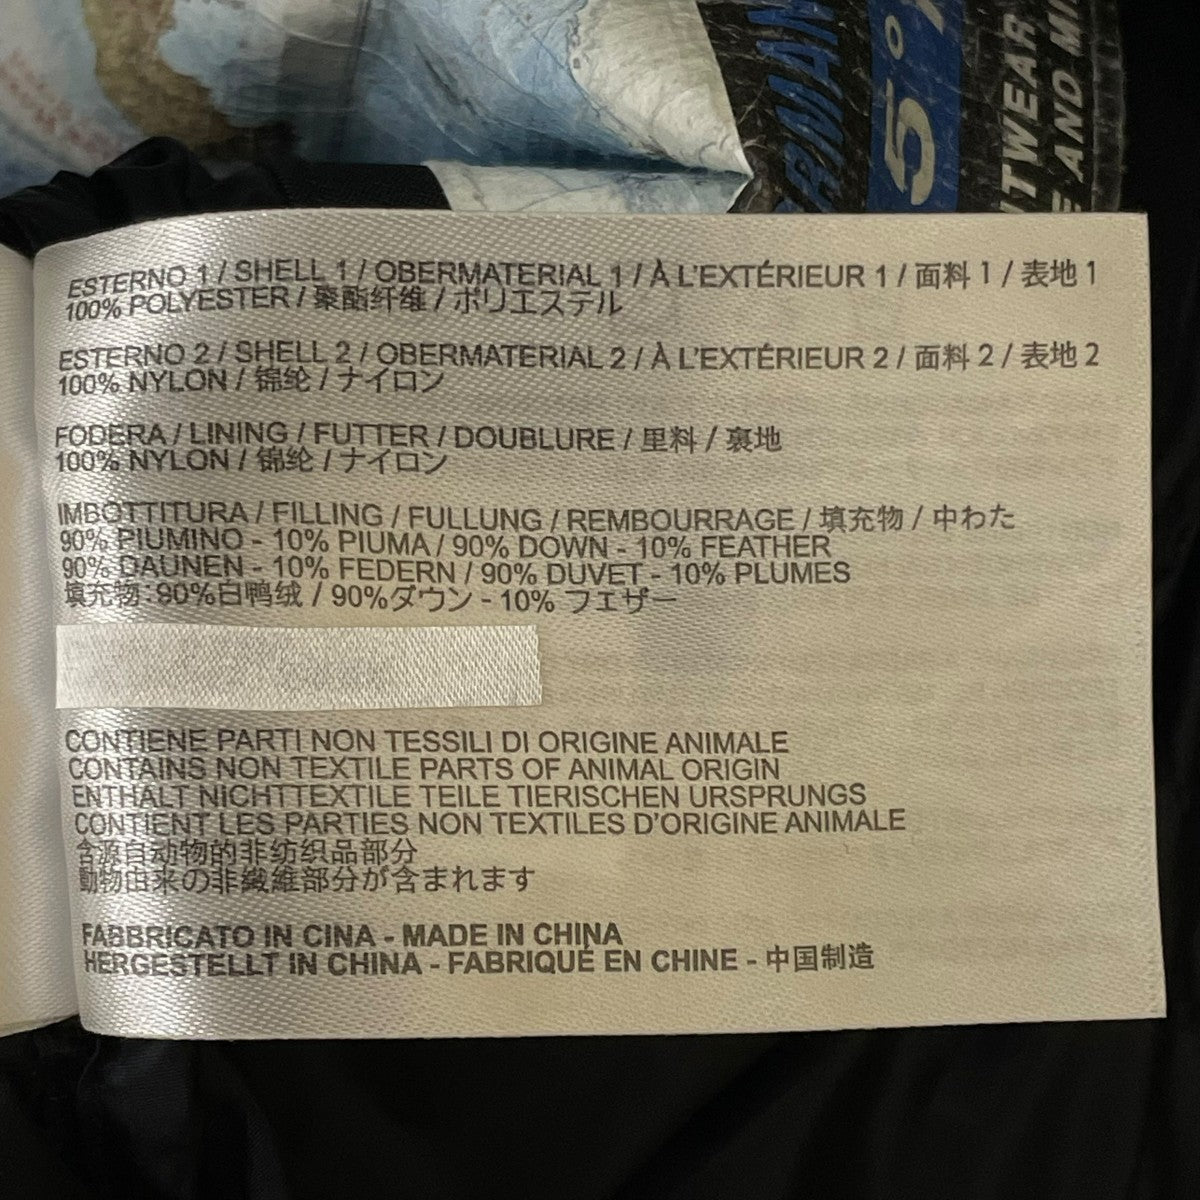 5°
ESTERNO 1 / SHELL 1 / OBERMATERIAL 1 / À L'EXTÉRIEUR 1 / 面料 1 / 表地 1
100% POLYESTER / 聚酯纤维 / ポリエステル
ESTERNO 2 / SHELL 2 / OBERMATERIAL 2 / À L'EXTÉRIEUR 2 / 面料 2 / 表地 2
100% NYLON / 锦纶 / ナイロン
FODERA / LINING / FUTTER / DOUBLURE / 里料 / 裏地
100% NYLON / 锦纶 / ナイロン
IMBOTTITURA / FILLING / FULLUNG / REMBOURRAGE / 填充物 / 中わた
90% PIUMINO - 10% PIUMA / 90% DOWN - 10% FEATHER
90% DAUNEN - 10% FEDERN / 90% DUVET - 10% PLUMES
填充物:90%白鸭绒 / 90%ダウン - 10% フェザー
CONTIENE PARTI NON TESSILI DI ORIGINE ANIMALE
CONTAINS NON TEXTILE PARTS OF ANIMAL ORIGIN
ENTHÄLT NICHTTEXTILE TEILE TIERISCHEN URSPRUNGS
CONTIENT LES PARTIES NON TEXTILES D'ORIGINE ANIMALE
含源自动物的非纺织品部分
動物由来の非繊維部分が含まれます
FABBRICATO IN CINA - MADE IN CHINA
HERGESTELLT IN CHINA - FABRIQUÉ EN CHINE - 中国制造